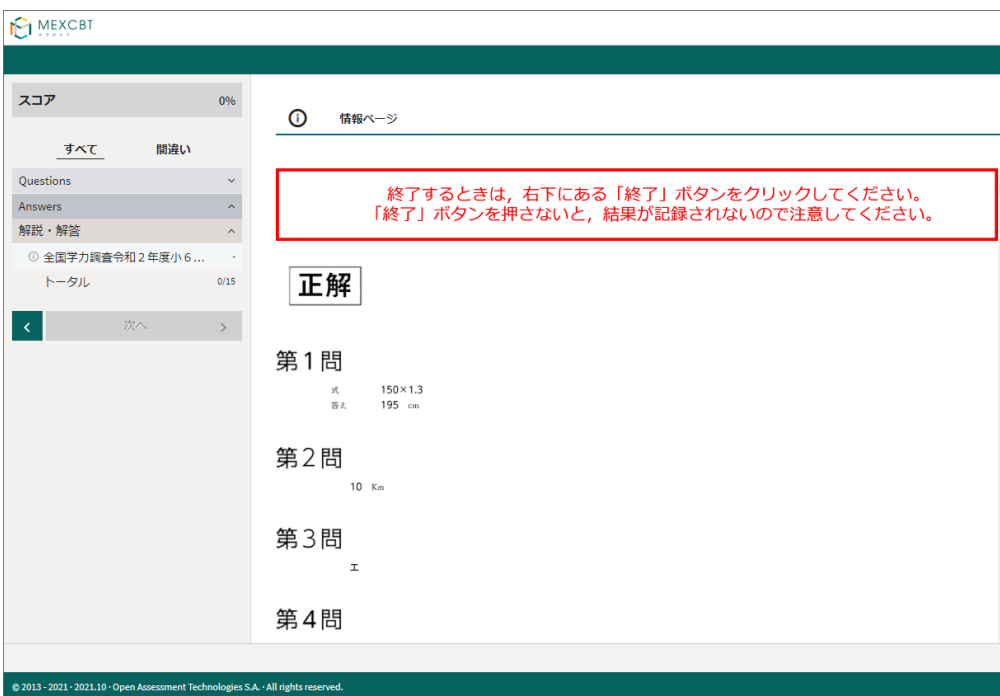 MEXCBT
メクビット
スコア 0%
すべて 間違い
Questions
Answers
解説・解答
全国学力調査令和２年度小６...
トータル 0/15
次へ
情報ページ
終了するときは，右下にある「終了」ボタンをクリックしてください。
「終了」ボタンを押さないと，結果が記録されないので注意してください。
正解
第１問
式 150×1.3
答え 195 cm
第２問
10 Km
第３問
エ
第４問
© 2013 - 2021 · 2021.10 · Open Assessment Technologies S.A. · All rights reserved.